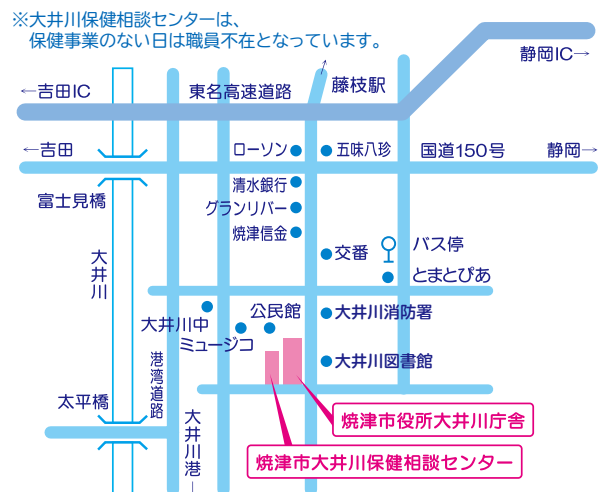 ※大井川保健相談センターは、
保健事業のない日は職員不在となっています。
静岡IC→
←吉田IC
東名高速道路
藤枝駅
←吉田
ローソン
五味八珍
国道150号
静岡→
清水銀行
富士見橋
グランリバー
焼津信金
交番
バス停
大井川
とまとぴあ
大井川中
公民館
大井川消防署
ミュージコ
港湾道路
大井川図書館
太平橋
大井川港
焼津市役所大井川庁舎
焼津市大井川保健相談センター